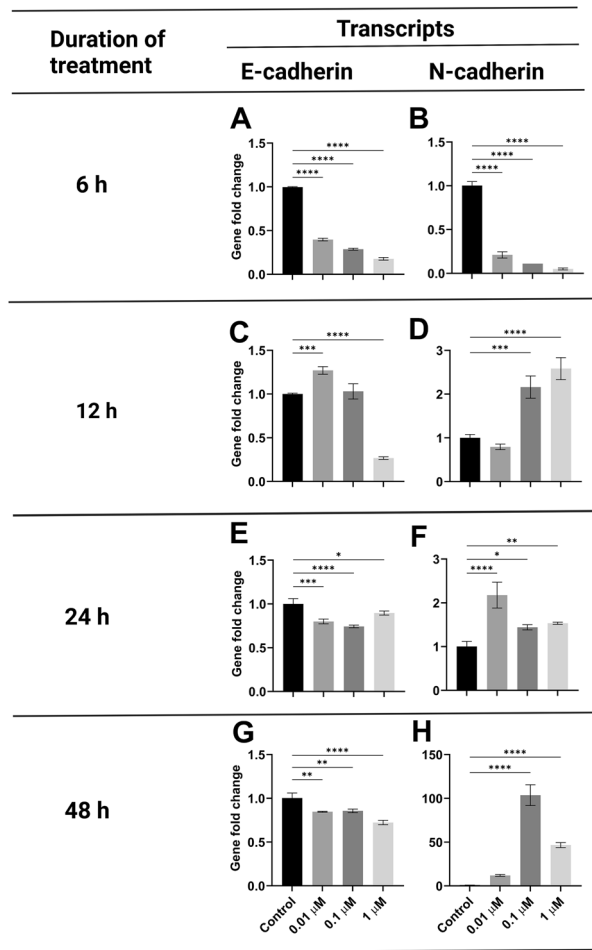 Duration of
treatment
Transcripts
E-cadherin
N-cadherin
6 h
A
Gene fold change
1.5
1.0
0.5
0.0
****
****
****
B
1.5
1.0
0.5
0.0
****
****
****
12 h
C
Gene fold change
1.5
1.0
0.5
0.0
****
***
D
3
2
1
0
****
***
24 h
E
Gene fold change
1.5
1.0
0.5
0.0
*
****
***
F
3
2
1
0
**
*
****
48 h
G
Gene fold change
1.5
1.0
0.5
0.0
****
**
**
Control
0.01 µM
0.1 µM
1 µM
H
150
100
50
0
****
****
Control
0.01 µM
0.1 µM
1 µM